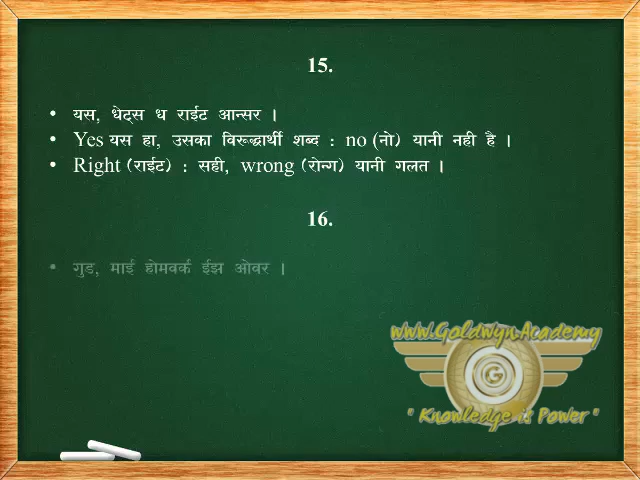 15.
• यस, धेट्स ध राईट आन्सर ।
• Yes यस हा, उसका विरूद्धार्थी शब्द : no (नो) यानी नही है ।
• Right (राईट) : सही, wrong (रोन्ग) यानी गलत ।
16.
• गुड, माई होमवर्क ईझ ओवर ।
www.GoldwynAcademy
G
" Knowledge is Power "